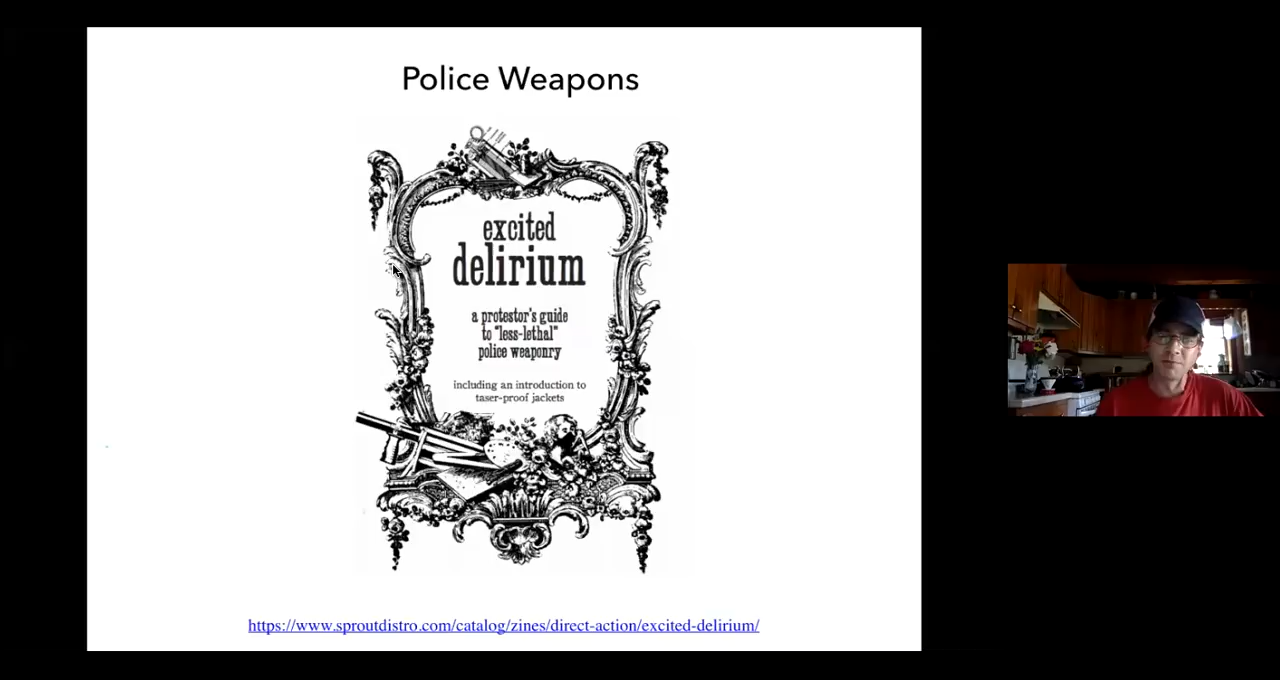 Police Weapons
excited
delirium
a protestor's guide
to "less-lethal"
police weaponry
including an introduction to
taser-proof jackets
https://www.sproutdistro.com/catalog/zines/direct-action/excited-delirium/